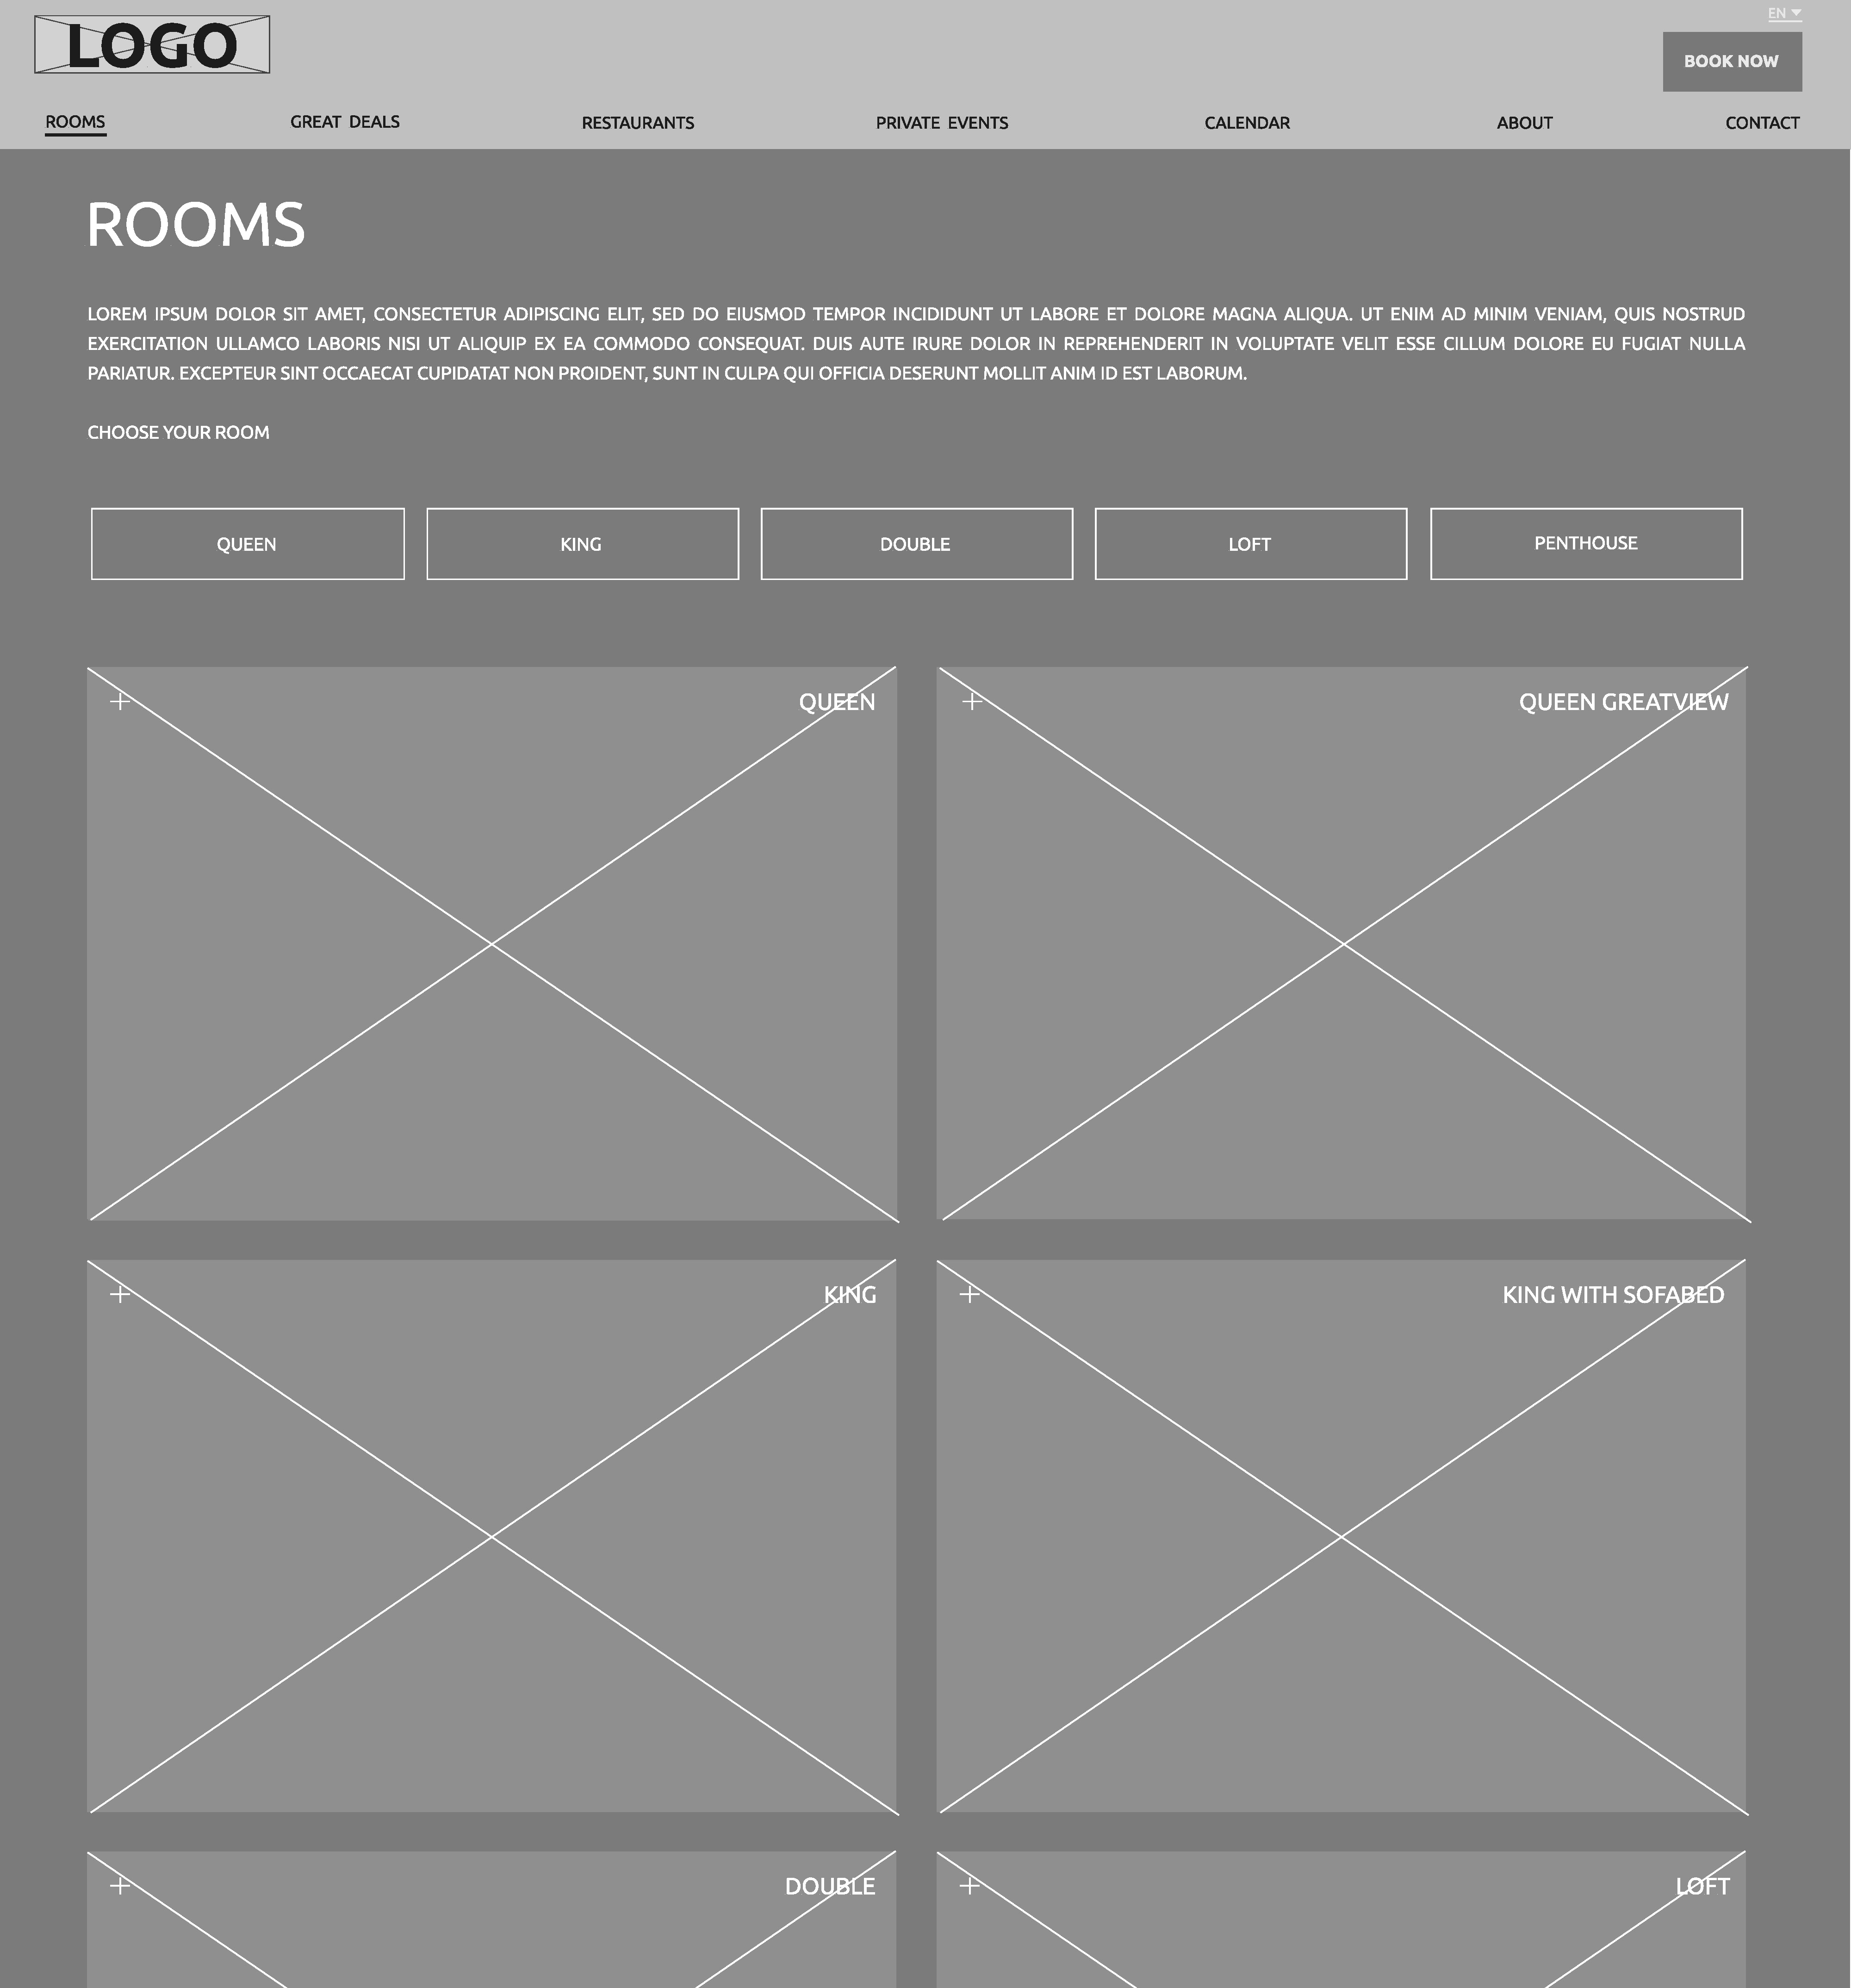 LOGO
EN
BOOK NOW
ROOMS
GREAT DEALS
RESTAURANTS
PRIVATE EVENTS
CALENDAR
ABOUT
CONTACT
ROOMS
LOREM IPSUM DOLOR SIT AMET, CONSECTETUR ADIPISCING ELIT, SED DO EIUSMOD TEMPOR INCIDIDUNT UT LABORE ET DOLORE MAGNA ALIQUA. UT ENIM AD MINIM VENIAM, QUIS NOSTRUD
EXERCITATION ULLAMCO LABORIS NISI UT ALIQUIP EX EA COMMODO CONSEQUAT. DUIS AUTE IRURE DOLOR IN REPREHENDERIT IN VOLUPTATE VELIT ESSE CILLUM DOLORE EU FUGIAT NULLA
PARIATUR. EXCEPTEUR SINT OCCAECAT CUPIDATAT NON PROIDENT, SUNT IN CULPA QUI OFFICIA DESERUNT MOLLIT ANIM ID EST LABORUM.
CHOOSE YOUR ROOM
QUEEN
KING
DOUBLE
LOFT
PENTHOUSE
QUEEN
QUEEN GREATVIEW
KING
KING WITH SOFABED
DOUBLE
LOFT